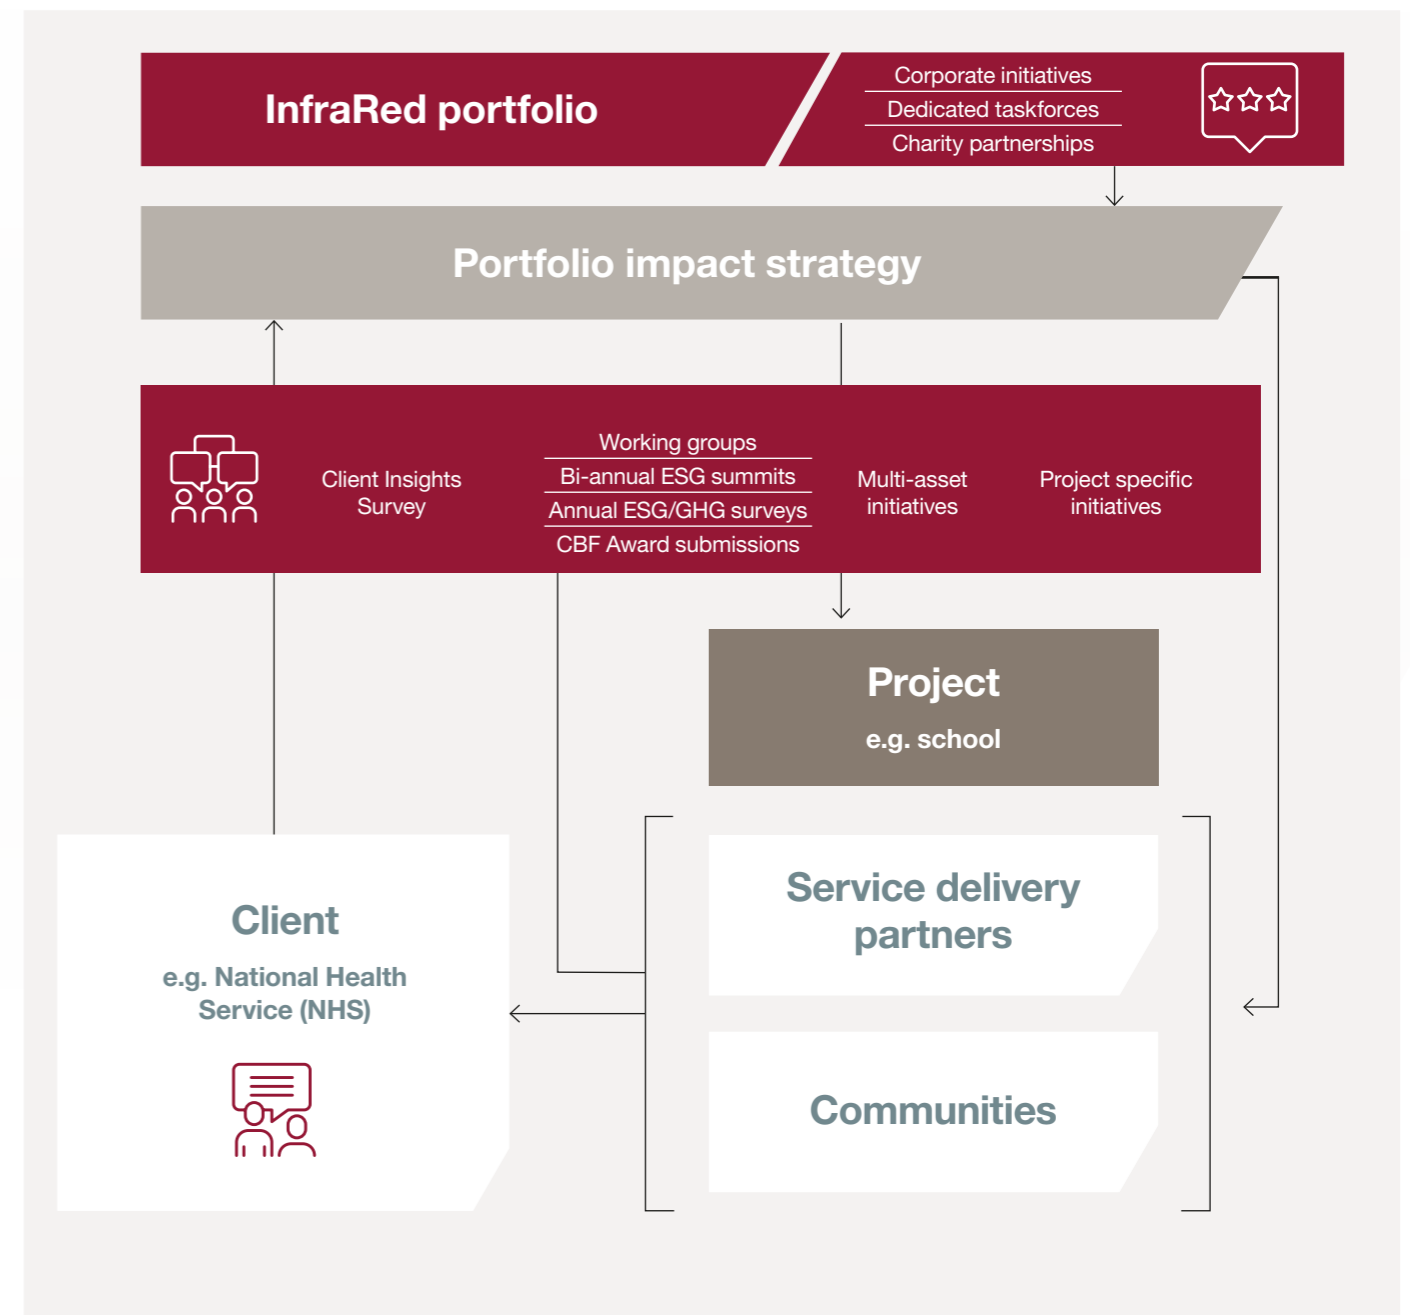 InfraRed portfolio
Corporate initiatives
Dedicated taskforces
Charity partnerships
Portfolio impact strategy
Client Insights
Survey
Working groups
Bi-annual ESG summits
Annual ESG/GHG surveys
CBF Award submissions
Multi-asset
initiatives
Project specific
initiatives
Project
e.g. school
Client
e.g. National Health
Service (NHS)
Service delivery
partners
Communities